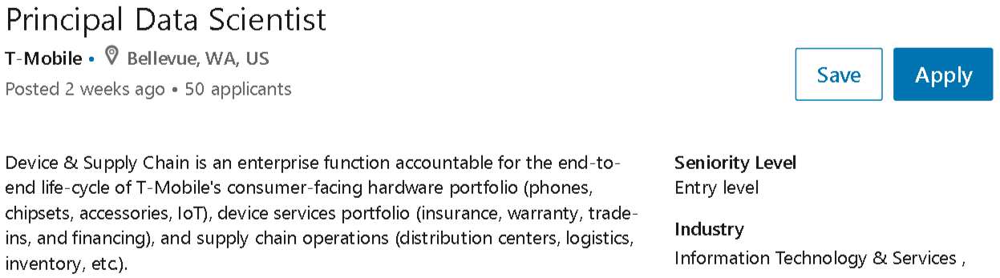 Principal Data Scientist
T-Mobile • Bellevue, WA, US
Posted 2 weeks ago • 50 applicants
Save
Apply
Device & Supply Chain is an enterprise function accountable for the end-to-
end life-cycle of T-Mobile's consumer-facing hardware portfolio (phones,
chipsets, accessories, IoT), device services portfolio (insurance, warranty, trade-
ins, and financing), and supply chain operations (distribution centers, logistics,
inventory, etc.).
Seniority Level
Entry level
Industry
Information Technology & Services ,